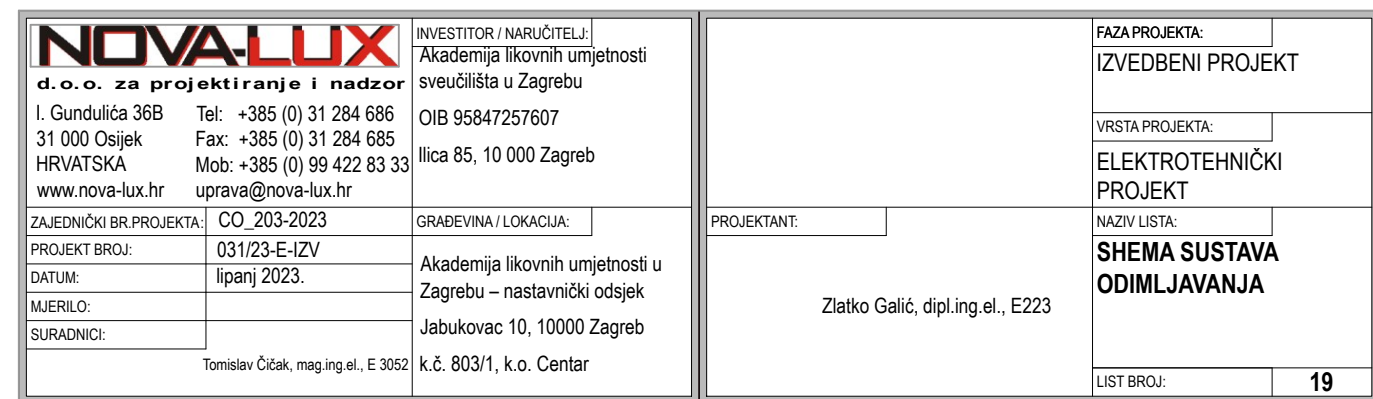 NOVA-LUX
d.o.o. za projektiranje i nadzor
I. Gundulića 36B
31 000 Osijek
HRVATSKA
www.nova-lux.hr
Tel: +385 (0) 31 284 686
Fax: +385 (0) 31 284 685
Mob: +385 (0) 99 422 83 33
uprava@nova-lux.hr
INVESTITOR / NARUČITELJ:
Akademija likovnih umjetnosti
sveučilišta u Zagrebu
OIB 95847257607
Ilica 85, 10 000 Zagreb
FAZA PROJEKTA:
IZVEDBENI PROJEKT
VRSTA PROJEKTA:
ELEKTROTEHNIČKI
PROJEKT
ZAJEDNIČKI BR.PROJEKTA: CO_203-2023
PROJEKT BROJ: 031/23-E-IZV
DATUM: lipanj 2023.
MJERILO:
SURADNICI:
Tomislav Čičak, mag.ing.el., E 3052
GRAĐEVINA / LOKACIJA:
Akademija likovnih umjetnosti u
Zagrebu – nastavnički odsjek
Jabukovac 10, 10000 Zagreb
k.č. 803/1, k.o. Centar
PROJEKTANT:
Zlatko Galić, dipl.ing.el., E223
NAZIV LISTA:
SHEMA SUSTAVA
ODIMLJAVANJA
LIST BROJ: 19